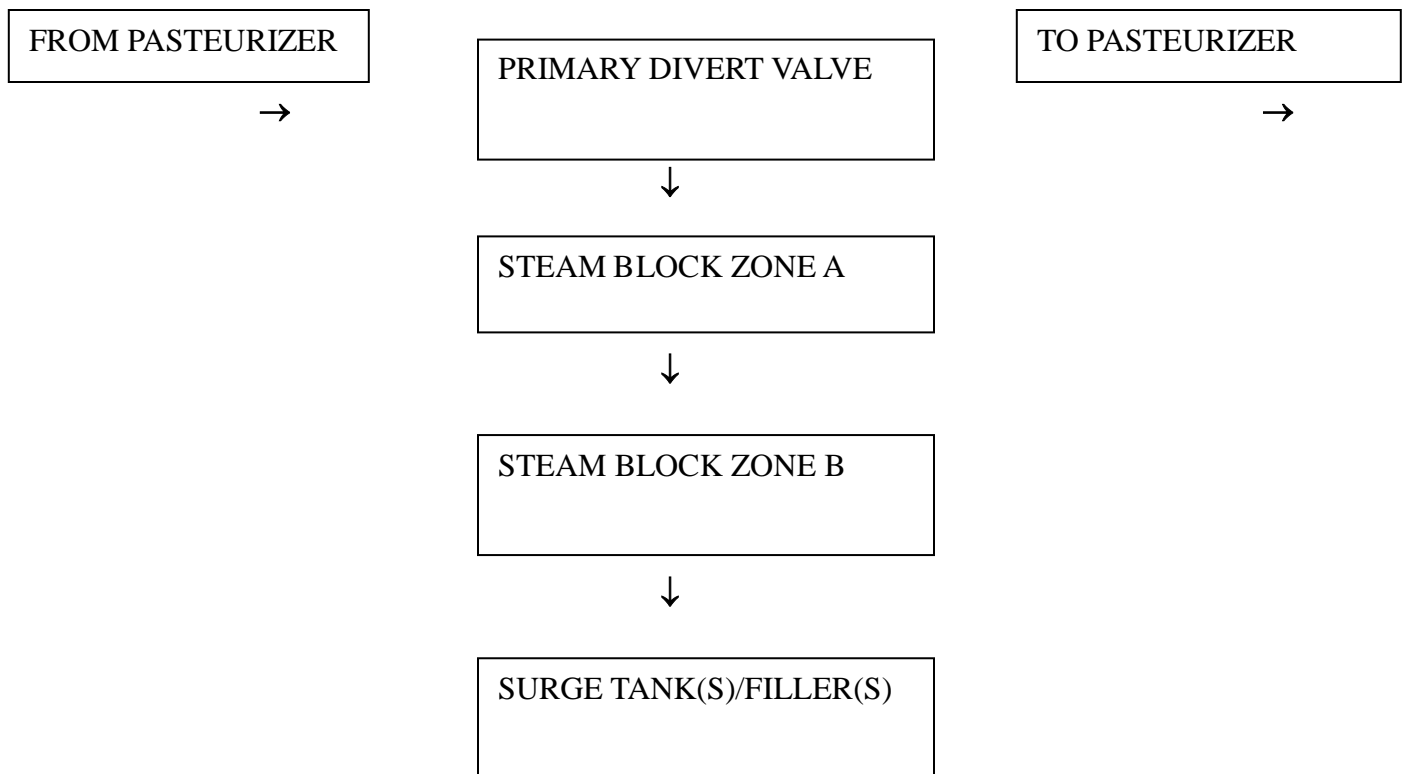 FROM PASTEURIZER
PRIMARY DIVERT VALVE
TO PASTEURIZER
→
→
↓
STEAM BLOCK ZONE A
↓
STEAM BLOCK ZONE B
↓
SURGE TANK(S)/FILLER(S)